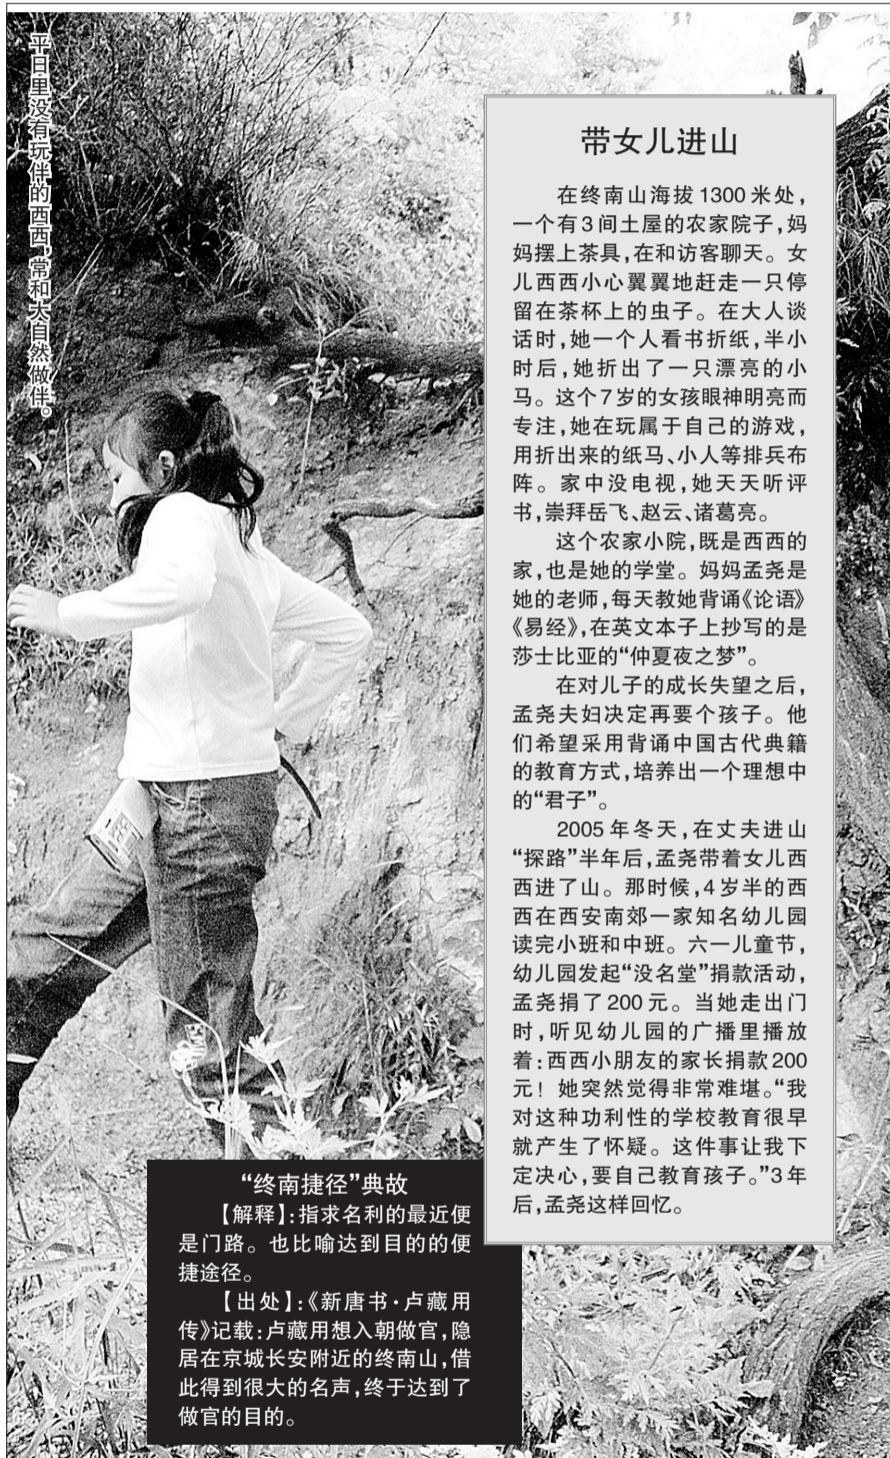 平日里没有玩伴的西西,常和大自然做伴。
带女儿进山
在终南山海拔1300米处,
一个有3间土屋的农家院子,妈
妈摆上茶具,在和访客聊天。女
儿西西小心翼翼地赶走一只停
留在茶杯上的虫子。在大人谈
话时,她一个人看书折纸,半小
时后,她折出了一只漂亮的小
马。这个7岁的女孩眼神明亮而
专注,她在玩属于自己的游戏,
用折出来的纸马、小人等排兵布
阵。家中没电视,她天天听评
书,崇拜岳飞、赵云、诸葛亮。
这个农家小院,既是西西的
家,也是她的学堂。妈妈孟尧是
她的老师,每天教她背诵《论语》
《易经》,在英文本子上抄写的是
莎士比亚的“仲夏夜之梦”。
在对儿子的成长失望之后,
孟尧夫妇决定再要个孩子。他
们希望采用背诵中国古代典籍
的教育方式,培养出一个理想中
的“君子”。
2005年冬天,在丈夫进山
“探路”半年后,孟尧带着女儿西
西进了山。那时候,4岁半的西
西在西安南郊一家知名幼儿园
读完小班和中班。六一儿童节,
幼儿园发起“没名堂”捐款活动,
孟尧捐了200元。当她走出门
时,听见幼儿园的广播里播放
着:西西小朋友的家长捐款200
元!她突然觉得非常难堪。“我
对这种功利性的学校教育很早
就产生了怀疑。这件事让我下
定决心,要自己教育孩子。”3年
后,孟尧这样回忆。
“终南捷径”典故
【解释】:指求名利的最近便
是门路。也比喻达到目的的便
捷途径。
【出处】:《新唐书·卢藏用
传》记载:卢藏用想入朝做官,隐
居在京城长安附近的终南山,借
此得到很大的名声,终于达到了
做官的目的。